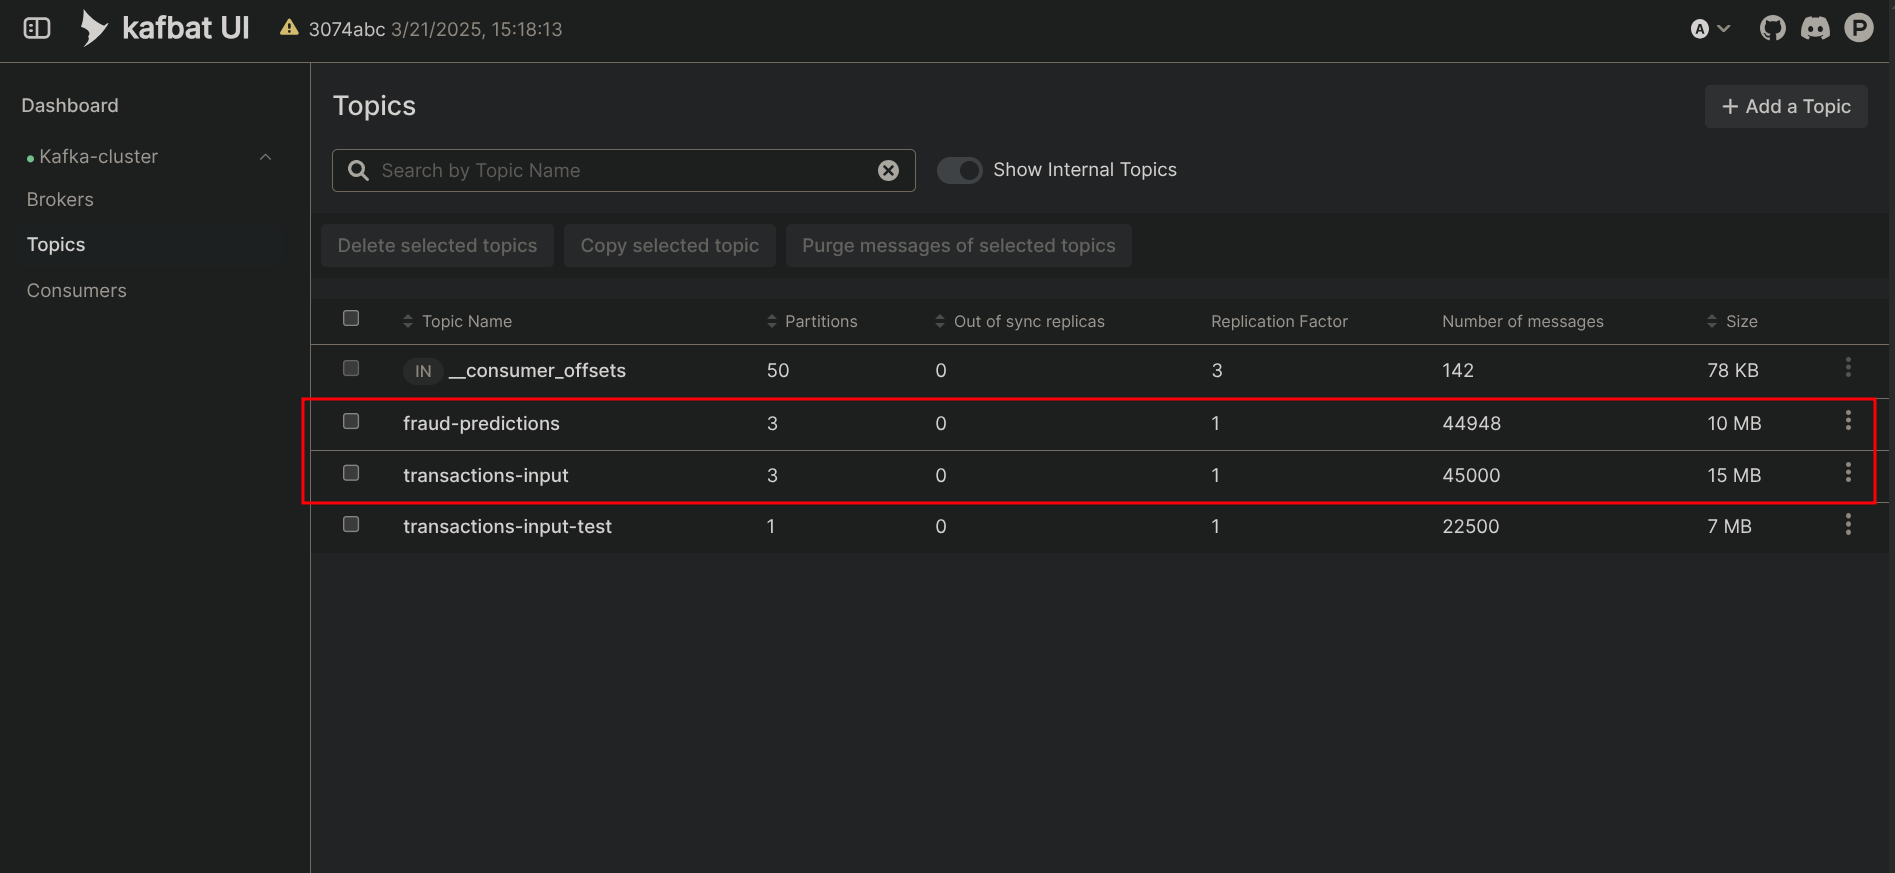 kafbat UI 3074abc 3/21/2025, 15:18:13 A P
Dashboard
Kafka-cluster
Brokers
Topics
Consumers
Topics
+ Add a Topic
Search by Topic Name
Show Internal Topics
Delete selected topics Copy selected topic Purge messages of selected topics
Topic Name Partitions Out of sync replicas Replication Factor Number of messages Size
IN __consumer_offsets 50 0 3 142 78 KB
fraud-predictions 3 0 1 44948 10 MB
transactions-input 3 0 1 45000 15 MB
transactions-input-test 1 0 1 22500 7 MB